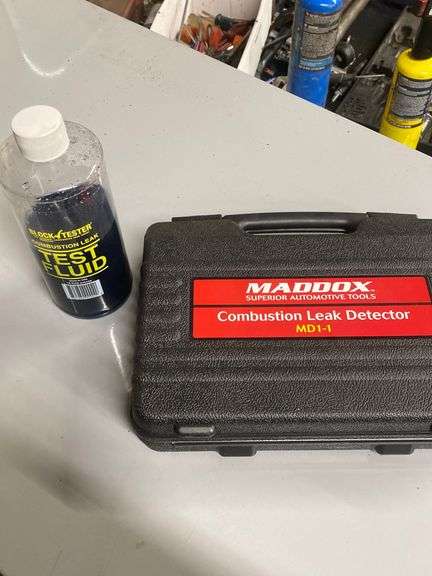 BLOCK TESTER
COMBUSTION LEAK
TEST
FLUID
MADDOX
SUPERIOR AUTOMOTIVE TOOLS
Combustion Leak Detector
MD1-1